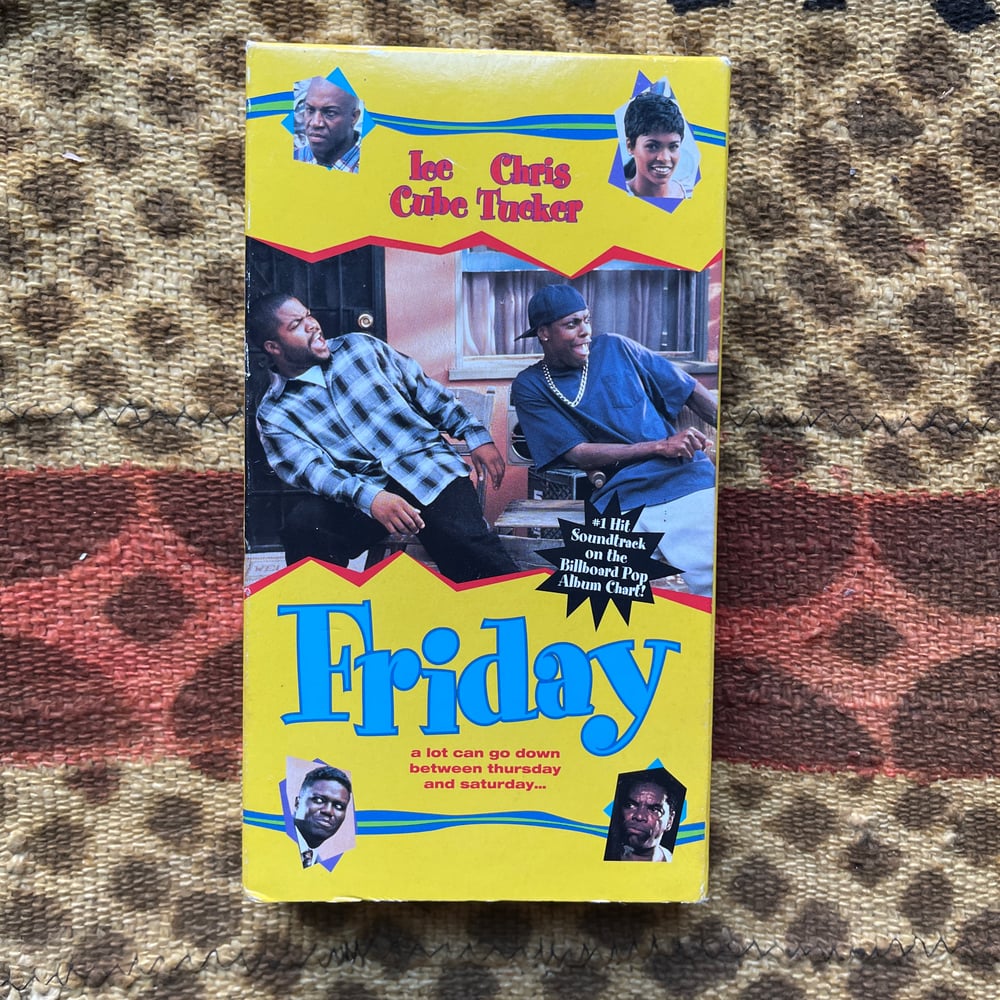 Ice Chris
Cube Tucker
#1 Hit
Soundtrack
on the
Billboard Pop
Album Chart!
Friday
a lot can go down
between thursday
and saturday...